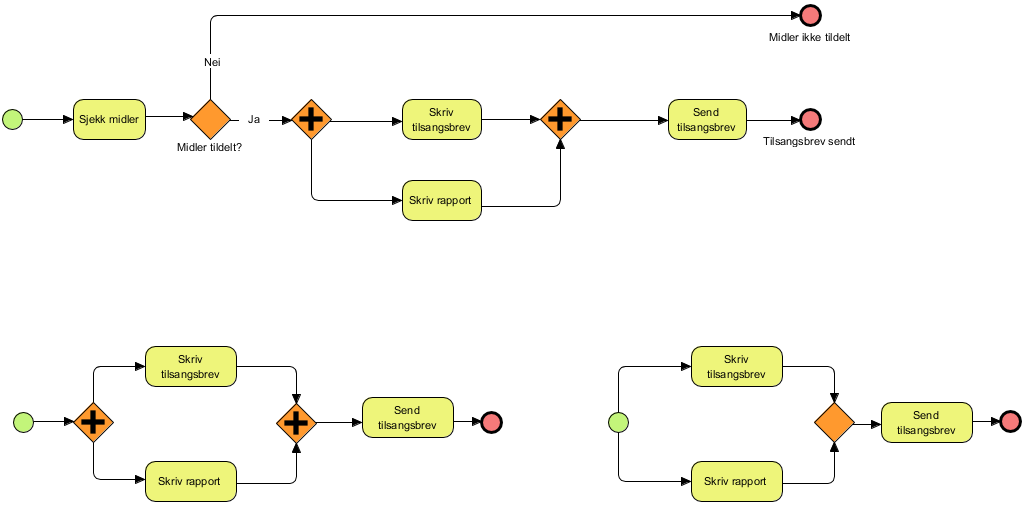 Midler ikke tildelt
Nei
Sjekk midler
Ja
Skriv
tilsangsbrev
Send
tilsangsbrev
Midler tildelt?
Tilsangsbrev sendt
Skriv rapport
Skriv
tilsangsbrev
Send
tilsangsbrev
Skriv rapport
Skriv
tilsangsbrev
Send
tilsangsbrev
Skriv rapport